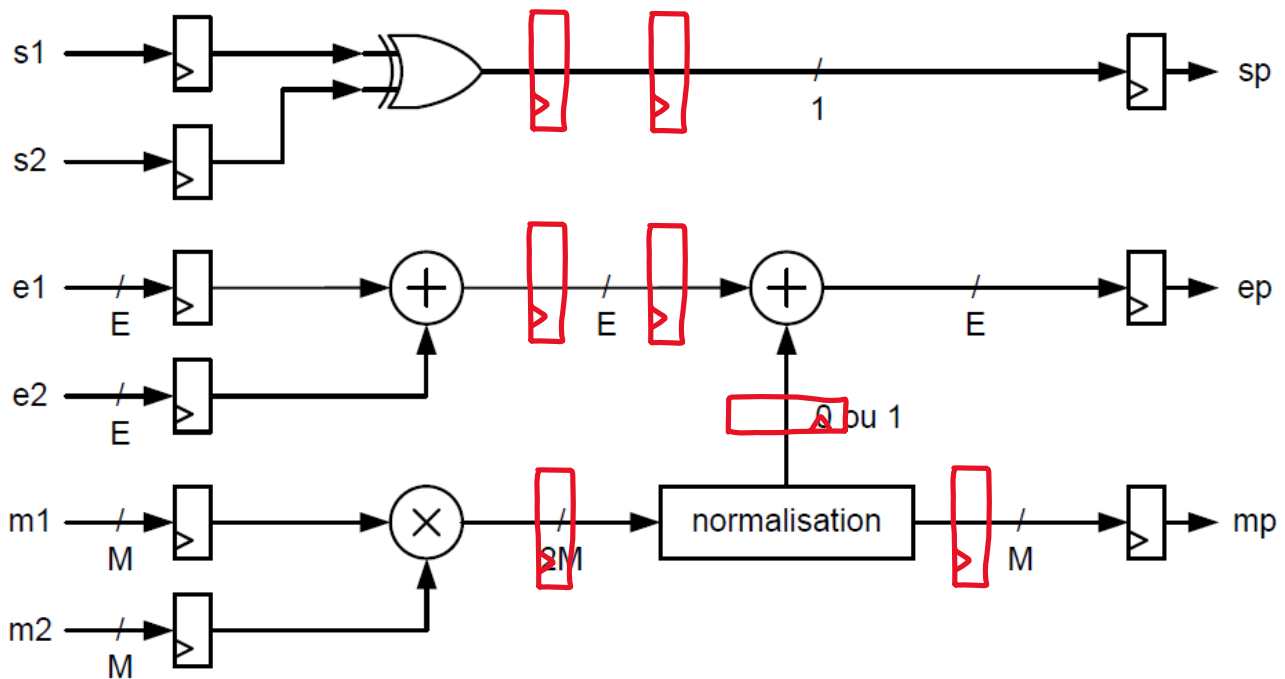 s1
/
1
sp
s2
e1
/
E
/
E
/
E
ep
e2
/
E
0 ou 1
m1
/
M
/
2M
normalisation
/
M
mp
m2
/
M